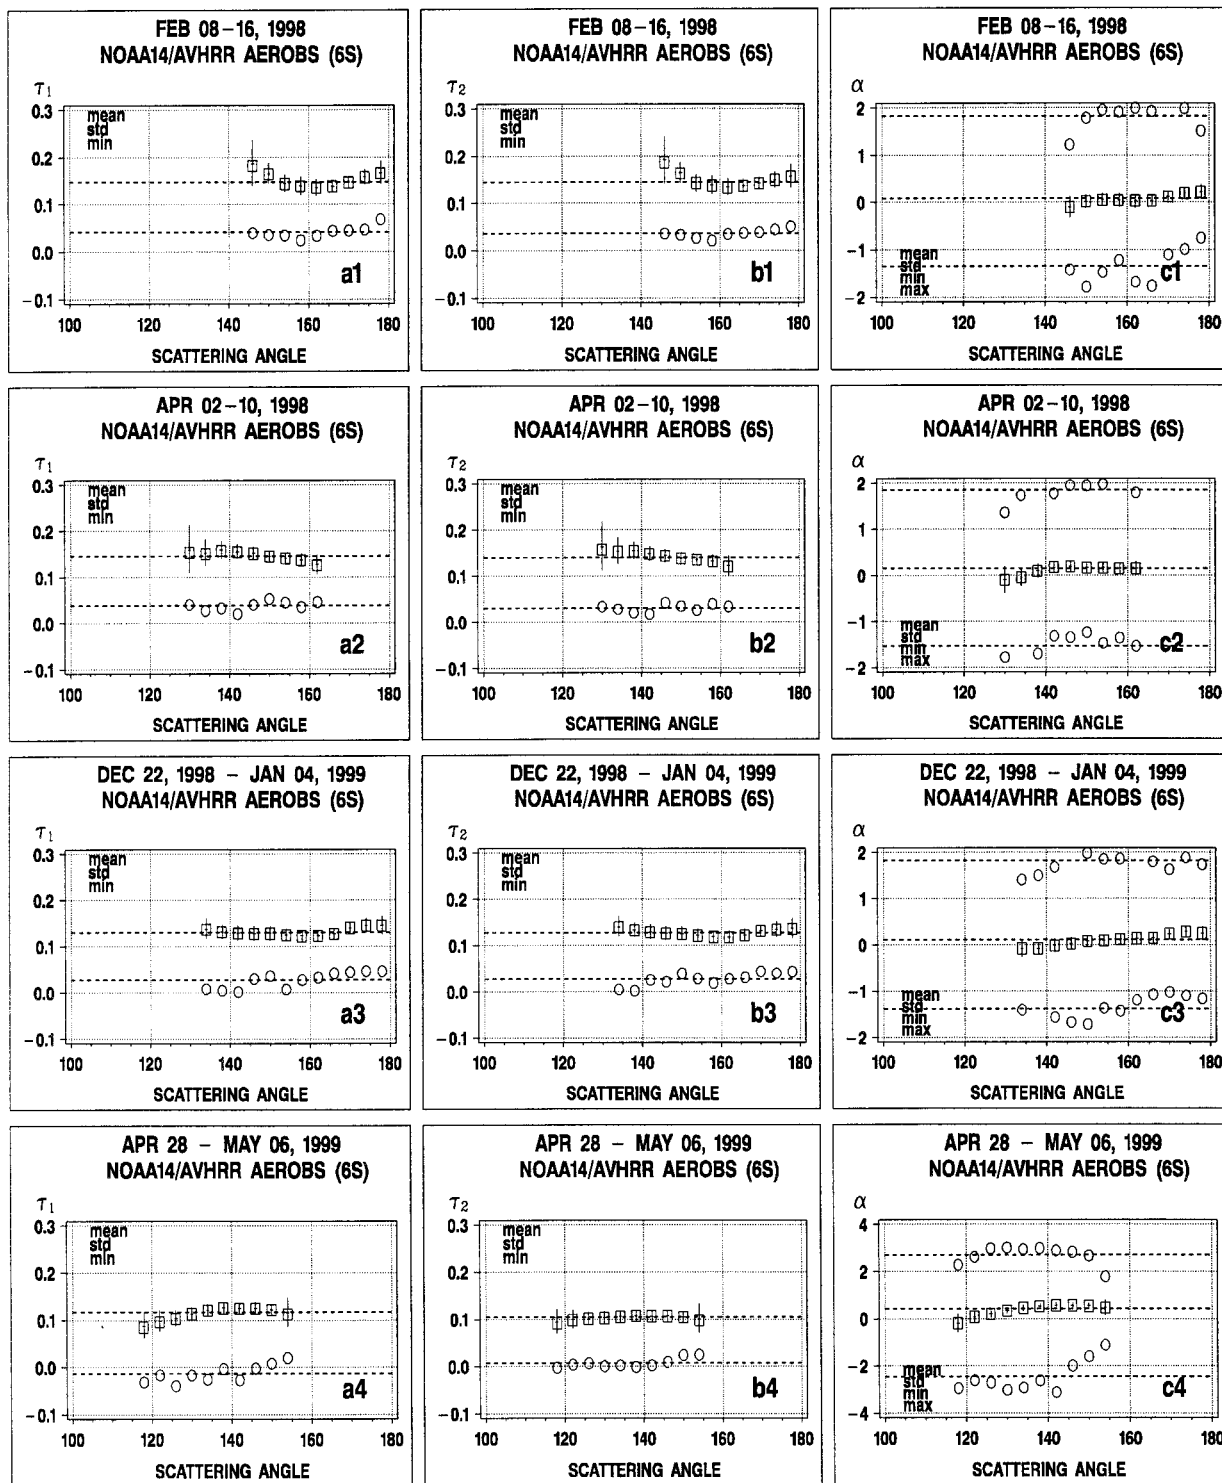 FEB 08-16, 1998
NOAA14/AVHRR AEROBS (6S)
τ1
0.3
0.2
0.1
0.0
-0.1
mean
std
min
a1
100 120 140 160 180
SCATTERING ANGLE
FEB 08-16, 1998
NOAA14/AVHRR AEROBS (6S)
τ2
0.3
0.2
0.1
0.0
-0.1
mean
std
min
b1
100 120 140 160 180
SCATTERING ANGLE
FEB 08-16, 1998
NOAA14/AVHRR AEROBS (6S)
α
2
1
0
-1
-2
mean
std
min
max
c1
100 120 140 160 180
SCATTERING ANGLE
APR 02-10, 1998
NOAA14/AVHRR AEROBS (6S)
τ1
0.3
0.2
0.1
0.0
-0.1
mean
std
min
a2
100 120 140 160 180
SCATTERING ANGLE
APR 02-10, 1998
NOAA14/AVHRR AEROBS (6S)
τ2
0.3
0.2
0.1
0.0
-0.1
mean
std
min
b2
100 120 140 160 180
SCATTERING ANGLE
APR 02-10, 1998
NOAA14/AVHRR AEROBS (6S)
α
2
1
0
-1
-2
mean
std
min
max
c2
100 120 140 160 180
SCATTERING ANGLE
DEC 22, 1998 - JAN 04, 1999
NOAA14/AVHRR AEROBS (6S)
τ1
0.3
0.2
0.1
0.0
-0.1
mean
std
min
a3
100 120 140 160 180
SCATTERING ANGLE
DEC 22, 1998 - JAN 04, 1999
NOAA14/AVHRR AEROBS (6S)
τ2
0.3
0.2
0.1
0.0
-0.1
mean
std
min
b3
100 120 140 160 180
SCATTERING ANGLE
DEC 22, 1998 - JAN 04, 1999
NOAA14/AVHRR AEROBS (6S)
α
2
1
0
-1
-2
mean
std
min
max
c3
100 120 140 160 180
SCATTERING ANGLE
APR 28 - MAY 06, 1999
NOAA14/AVHRR AEROBS (6S)
τ1
0.3
0.2
0.1
0.0
-0.1
mean
std
min
a4
100 120 140 160 180
SCATTERING ANGLE
APR 28 - MAY 06, 1999
NOAA14/AVHRR AEROBS (6S)
τ2
0.3
0.2
0.1
0.0
-0.1
mean
std
min
b4
100 120 140 160 180
SCATTERING ANGLE
APR 28 - MAY 06, 1999
NOAA14/AVHRR AEROBS (6S)
α
4
2
0
-2
-4
mean
std
min
max
c4
100 120 140 160 180
SCATTERING ANGLE